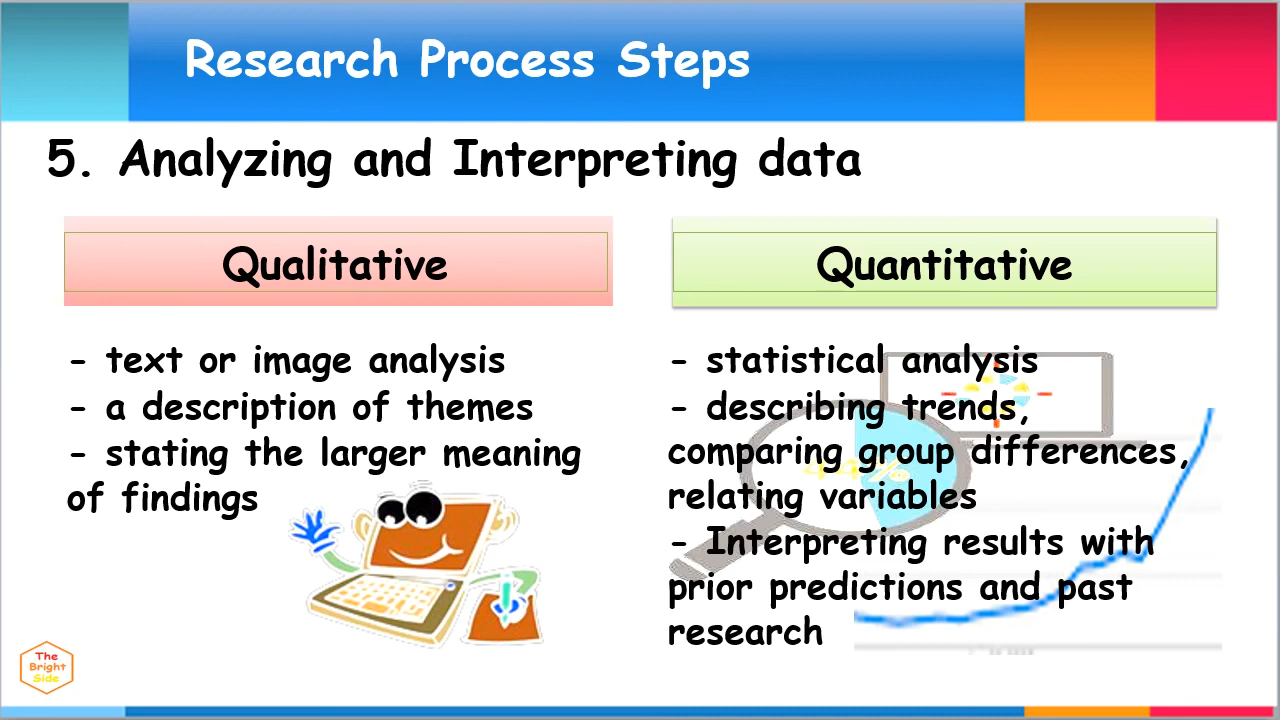 Research Process Steps
5. Analyzing and Interpreting data
Qualitative
- text or image analysis
- a description of themes
- stating the larger meaning
of findings
Quantitative
- statistical analysis
- describing trends,
comparing group differences,
relating variables
- Interpreting results with
prior predictions and past
research
The
Bright
Side